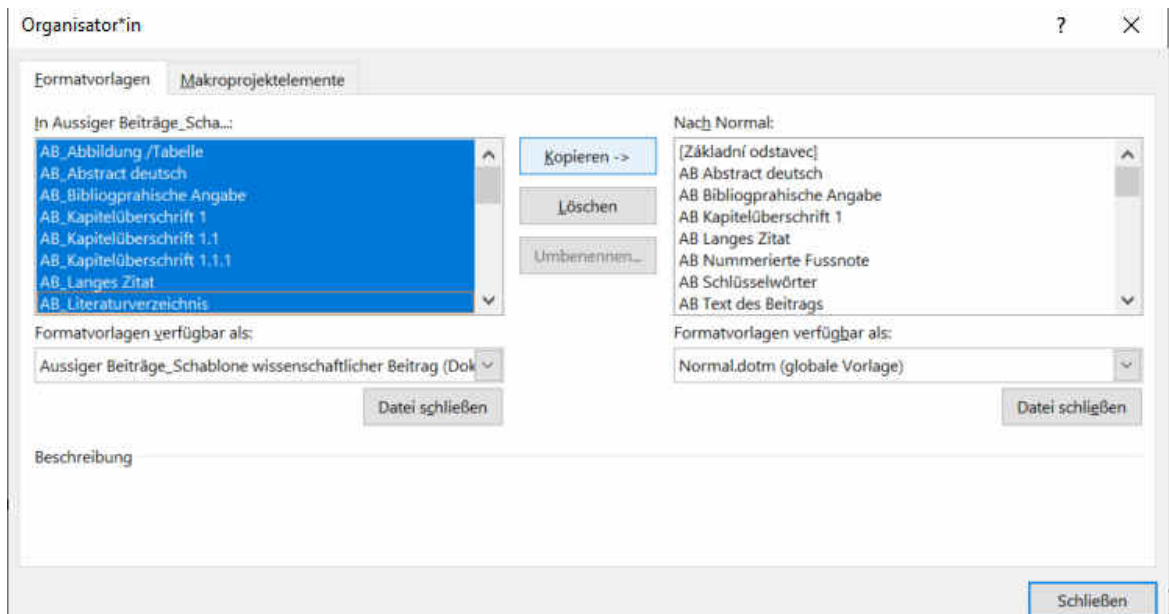 Organisator*in
Formatvorlagen Makroprojektelemente
In Aussiger Beiträge_Scha...:
AB_Abbildung /Tabelle
AB_Abstract deutsch
AB_Bibliogprahische Angabe
AB_Kapitelüberschrift 1
AB_Kapitelüberschrift 1.1
AB_Kapitelüberschrift 1.1.1
AB_Langes Zitat
AB_Literaturverzeichnis
Formatvorlagen verfügbar als:
Aussiger Beiträge_Schablone wissenschaftlicher Beitrag (Dok
Datei schließen
Kopieren ->
Löschen
Umbenennen...
Nach Normal:
[Základní odstavec]
AB Abstract deutsch
AB Bibliogprahische Angabe
AB Kapitelüberschrift 1
AB Langes Zitat
AB Nummerierte Fussnote
AB Schlüsselwörter
AB Text des Beitrags
Formatvorlagen verfügbar als:
Normal.dotm (globale Vorlage)
Datei schließen
Beschreibung
Schließen